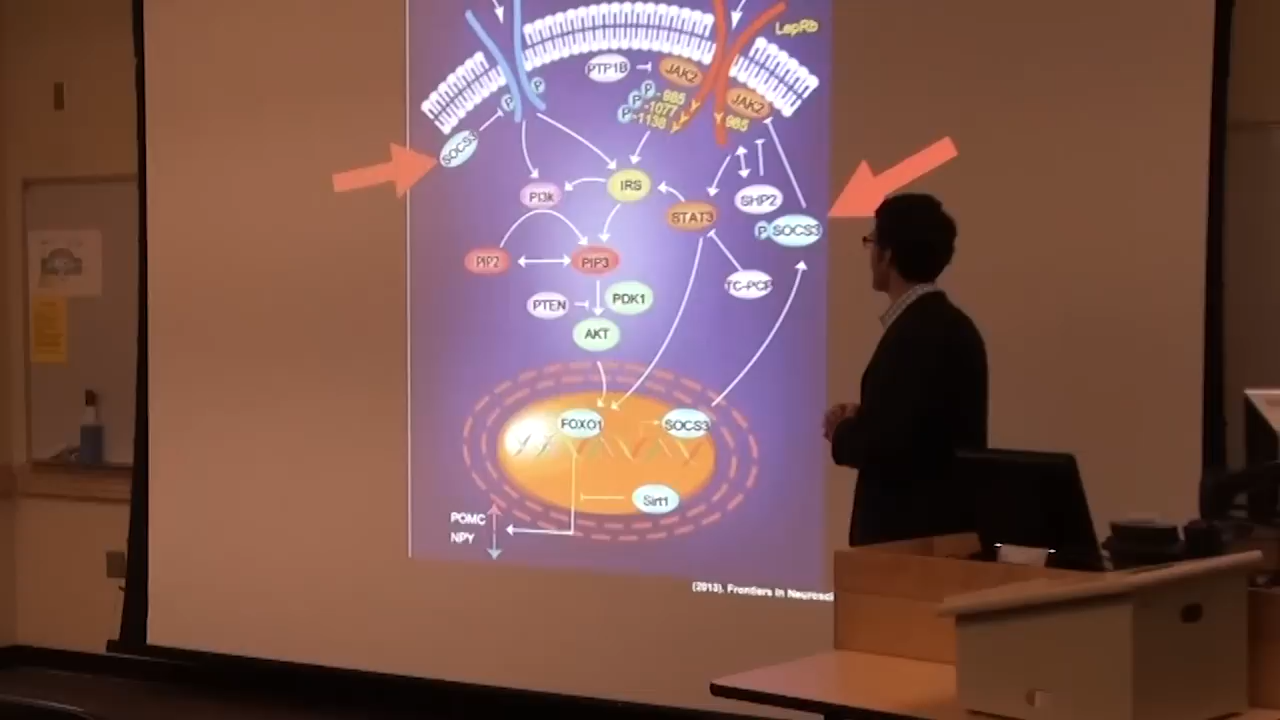 LepRb
PTP1B
JAK2
P
P
P
P
P
-985
-1077
-1138
JAK2
985
SOCS3
PI3k
IRS
STAT3
SHP2
P
SOCS3
PIP2
PIP3
TC-PCP
PTEN
PDK1
AKT
FOXO1
SOCS3
Sirt1
POMC
NPY
(2013). Frontiers in Neurosci